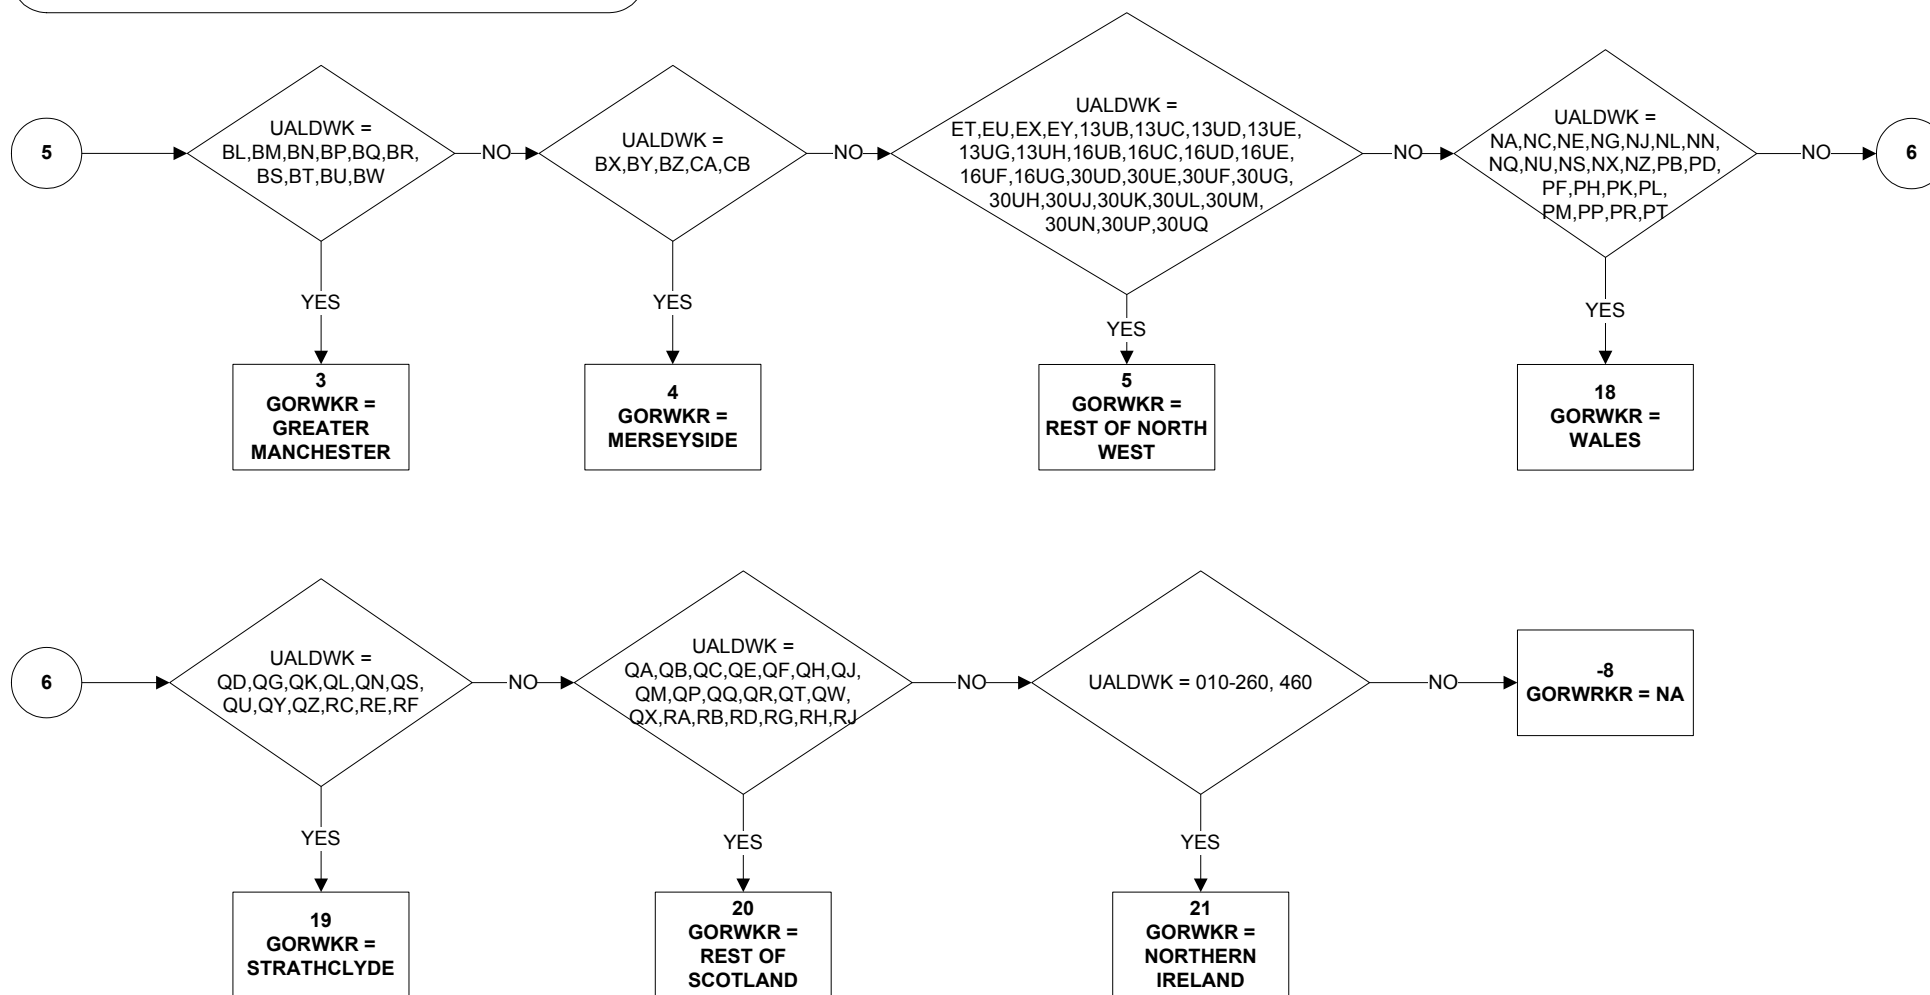 5
UALDWK =
BL,BM,BN,BP,BQ,BR,
BS,BT,BU,BW
NO
UALDWK =
BX,BY,BZ,CA,CB
NO
UALDWK =
ET,EU,EX,EY,13UB,13UC,13UD,13UE,
13UG,13UH,16UB,16UC,16UD,16UE,
16UF,16UG,30UD,30UE,30UF,30UG,
30UH,30UJ,30UK,30UL,30UM,
30UN,30UP,30UQ
NO
UALDWK =
NA,NC,NE,NG,NJ,NL,NN,
NQ,NU,NS,NX,NZ,PB,PD,
PF,PH,PK,PL,
PM,PP,PR,PT
NO
6
YES
YES
YES
YES
3
GORWKR =
GREATER
MANCHESTER
4
GORWKR =
MERSEYSIDE
5
GORWKR =
REST OF NORTH
WEST
18
GORWKR =
WALES
6
UALDWK =
QD,QG,QK,QL,QN,QS,
QU,QY,QZ,RC,RE,RF
NO
UALDWK =
QA,QB,QC,QE,QF,QH,QJ,
QM,QP,QQ,QR,QT,QW,
QX,RA,RB,RD,RG,RH,RJ
NO
UALDWK = 010-260, 460
NO
-8
GORWRKR = NA
YES
YES
YES
19
GORWKR =
STRATHCLYDE
20
GORWKR =
REST OF
SCOTLAND
21
GORWKR =
NORTHERN
IRELAND